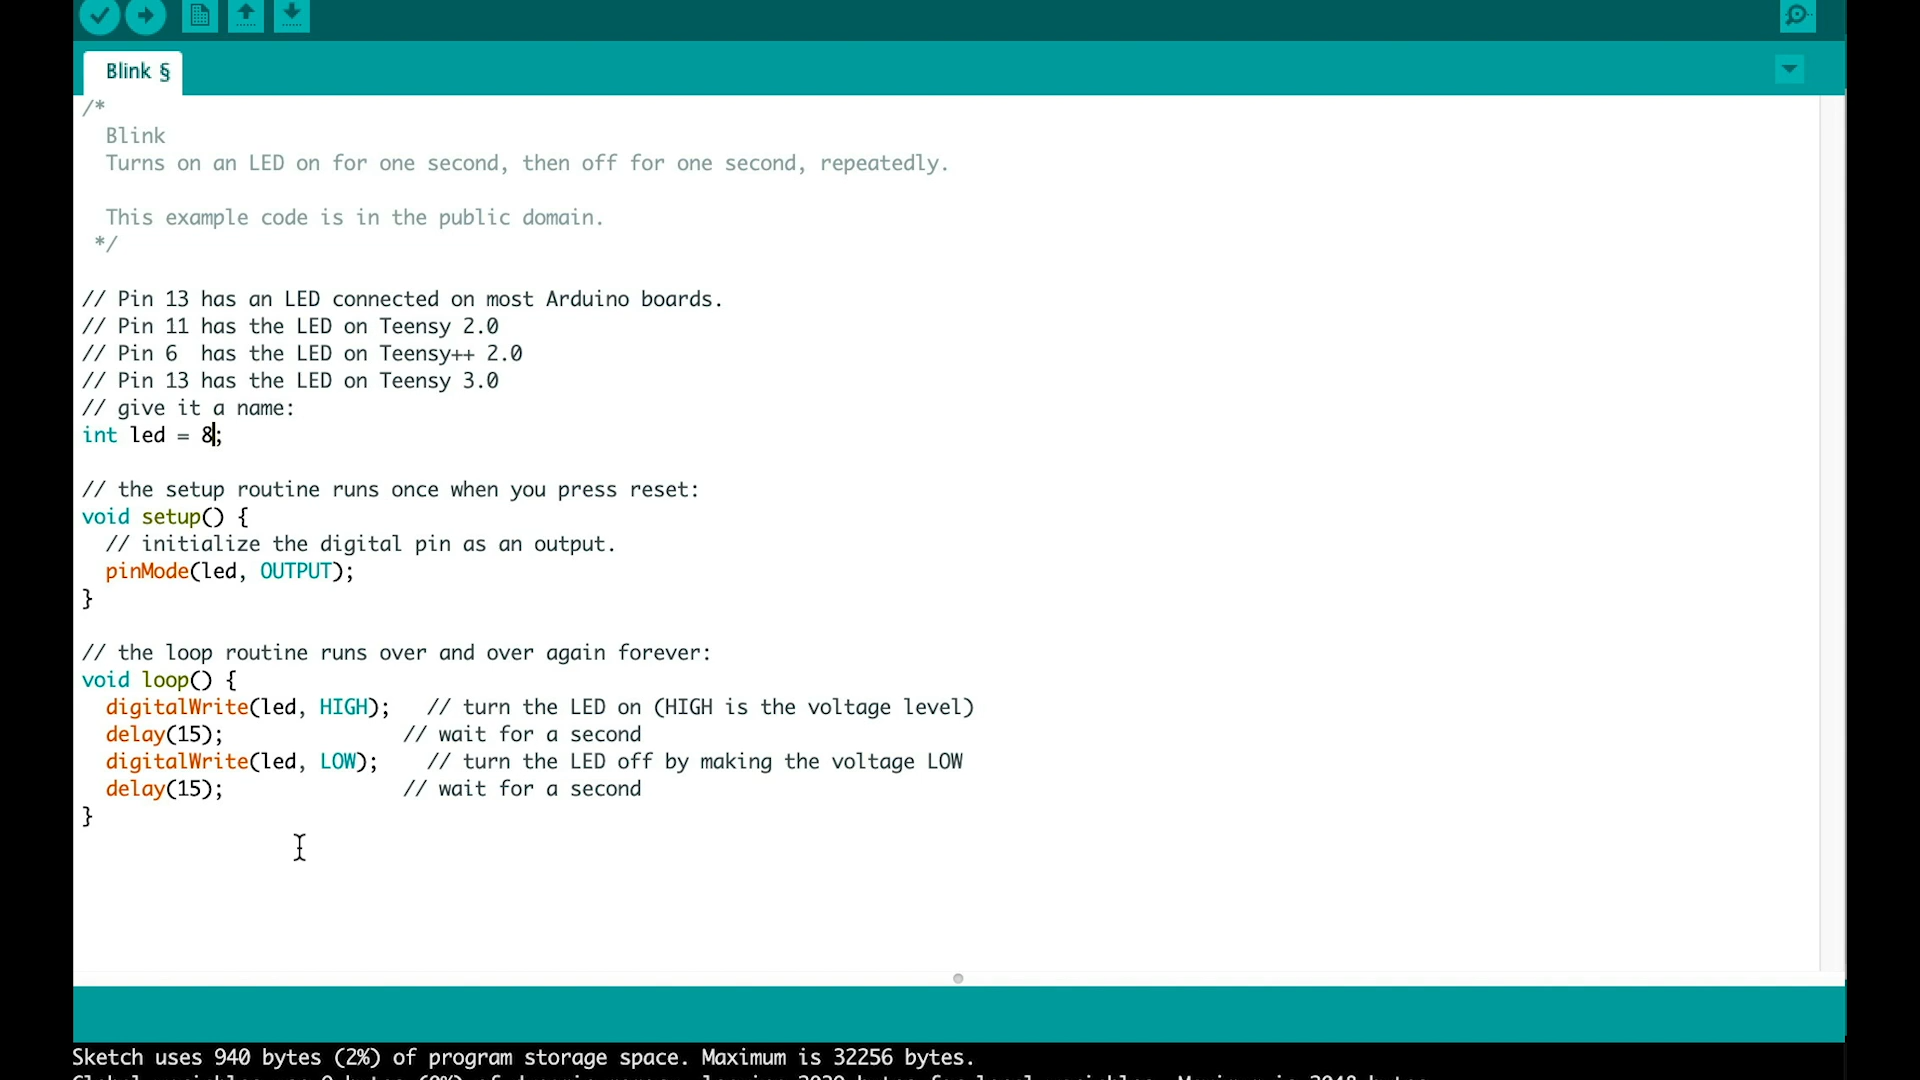 Blink §
/*
Blink
Turns on an LED on for one second, then off for one second, repeatedly.
This example code is in the public domain.
*/
// Pin 13 has an LED connected on most Arduino boards.
// Pin 11 has the LED on Teensy 2.0
// Pin 6  has the LED on Teensy++ 2.0
// Pin 13 has the LED on Teensy 3.0
// give it a name:
int led = 8;
// the setup routine runs once when you press reset:
void setup() {
// initialize the digital pin as an output.
pinMode(led, OUTPUT);
}
// the loop routine runs over and over again forever:
void loop() {
digitalWrite(led, HIGH);   // turn the LED on (HIGH is the voltage level)
delay(15);               // wait for a second
digitalWrite(led, LOW);    // turn the LED off by making the voltage LOW
delay(15);               // wait for a second
}
Sketch uses 940 bytes (2%) of program storage space. Maximum is 32256 bytes.